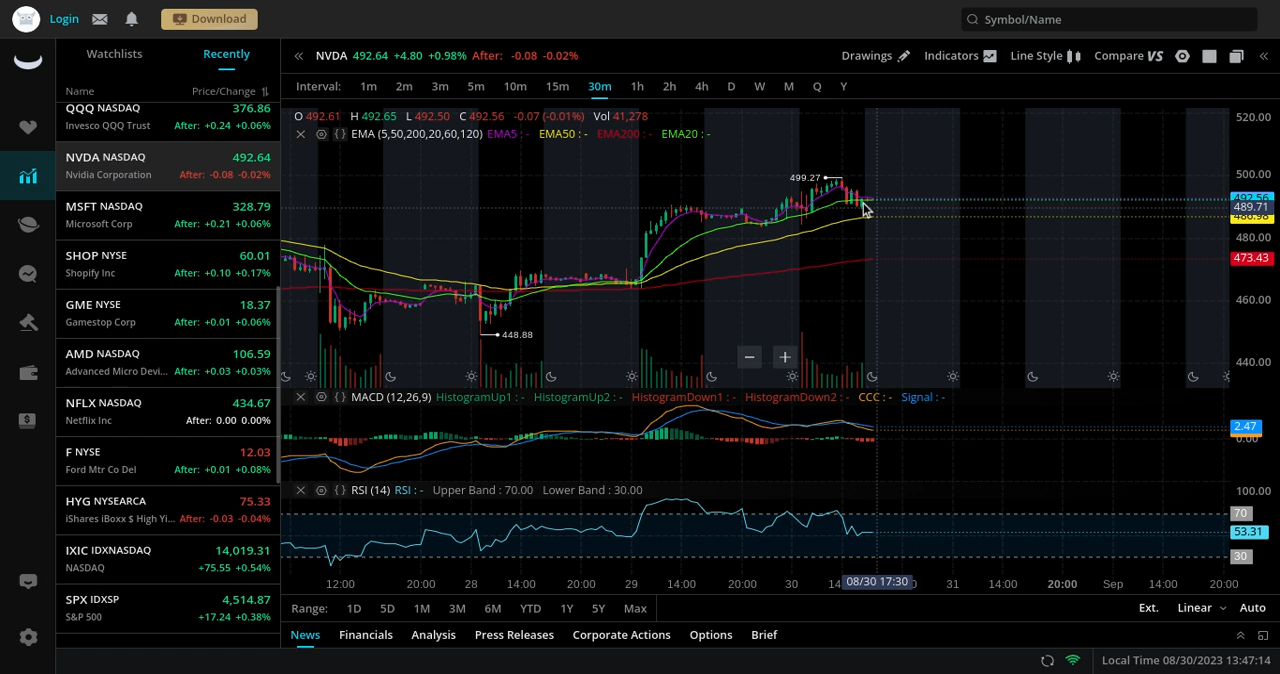 Login
Download
Symbol/Name
Watchlists
Recently
Name
Price/Change
QQQ NASDAQ 376.86
Invesco QQQ Trust After: +0.24 +0.06%
NVDA NASDAQ 492.64
Nvidia Corporation After: -0.08 -0.02%
MSFT NASDAQ 328.79
Microsoft Corp After: +0.21 +0.06%
SHOP NYSE 60.01
Shopify Inc After: +0.10 +0.17%
GME NYSE 18.37
Gamestop Corp After: +0.01 +0.06%
AMD NASDAQ 106.59
Advanced Micro Devi... After: +0.03 +0.03%
NFLX NASDAQ 434.67
Netflix Inc After: 0.00 0.00%
F NYSE 12.03
Ford Mtr Co Del After: +0.01 +0.08%
HYG NYSEARCA 75.33
iShares iBoxx $ High Yi... After: -0.03 -0.04%
IXIC IDXNASDAQ 14,019.31
NASDAQ +75.55 +0.54%
SPX IDXSP 4,514.87
S&P 500 +17.24 +0.38%
NVDA 492.64 +4.80 +0.98% After: -0.08 -0.02%
Drawings Indicators Line Style Compare VS
Interval: 1m 2m 3m 5m 10m 15m 30m 1h 2h 4h D W M Q Y
O 492.61 H 492.65 L 492.50 C 492.56 -0.07 (-0.01%) Vol 41,278
EMA (5,50,200,20,60,120) EMA5 : - EMA50 : - EMA200 : - EMA20 : -
499.27
448.88
520.00
500.00
492.56
489.71
486.98
480.00
473.43
460.00
440.00
MACD (12,26,9) HistogramUp1 : - HistogramUp2 : - HistogramDown1 : - HistogramDown2 : - CCC : - Signal : -
2.47
0.00
RSI (14) RSI : - Upper Band : 70.00 Lower Band : 30.00
100.00
70
53.31
30
12:00 20:00 28 14:00 20:00 29 14:00 20:00 30 14 08/30 17:30 0 31 14:00 20:00 Sep 14:00 20:00
Range: 1D 5D 1M 3M 6M YTD 1Y 5Y Max
Ext. Linear Auto
News Financials Analysis Press Releases Corporate Actions Options Brief
Local Time 08/30/2023 13:47:14